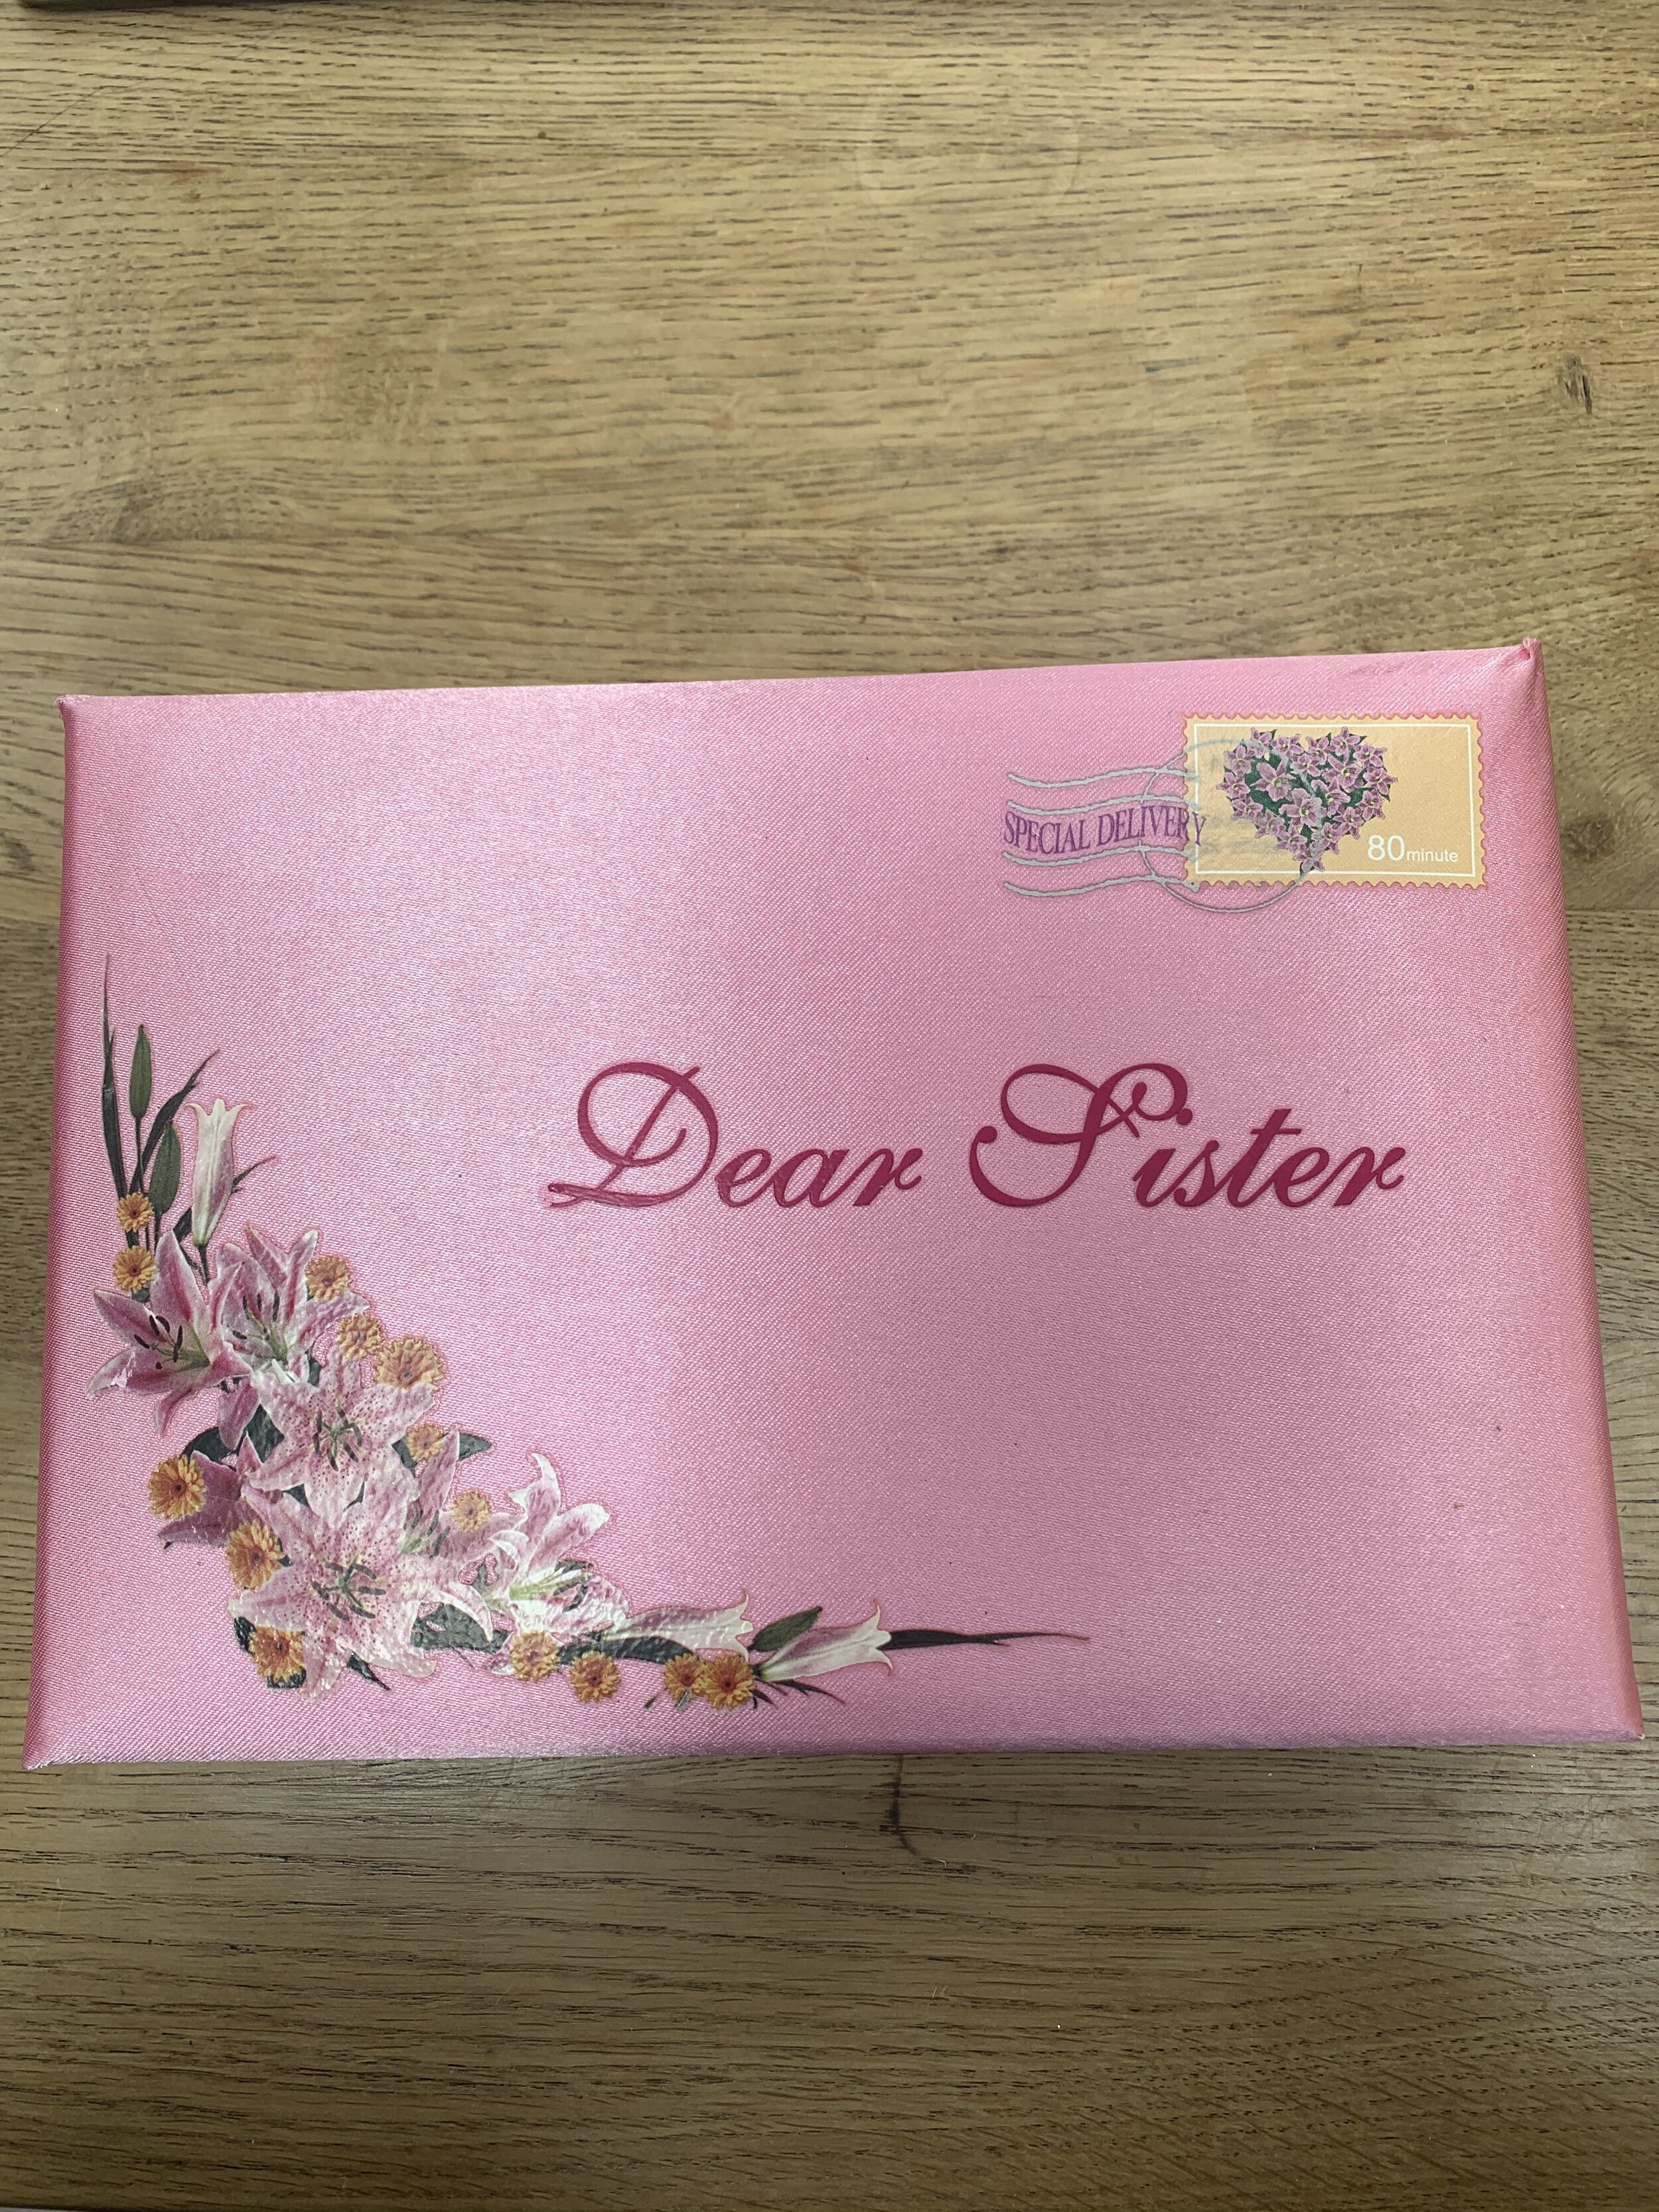 SPECIAL DELIVERY
80minute
Dear Sister